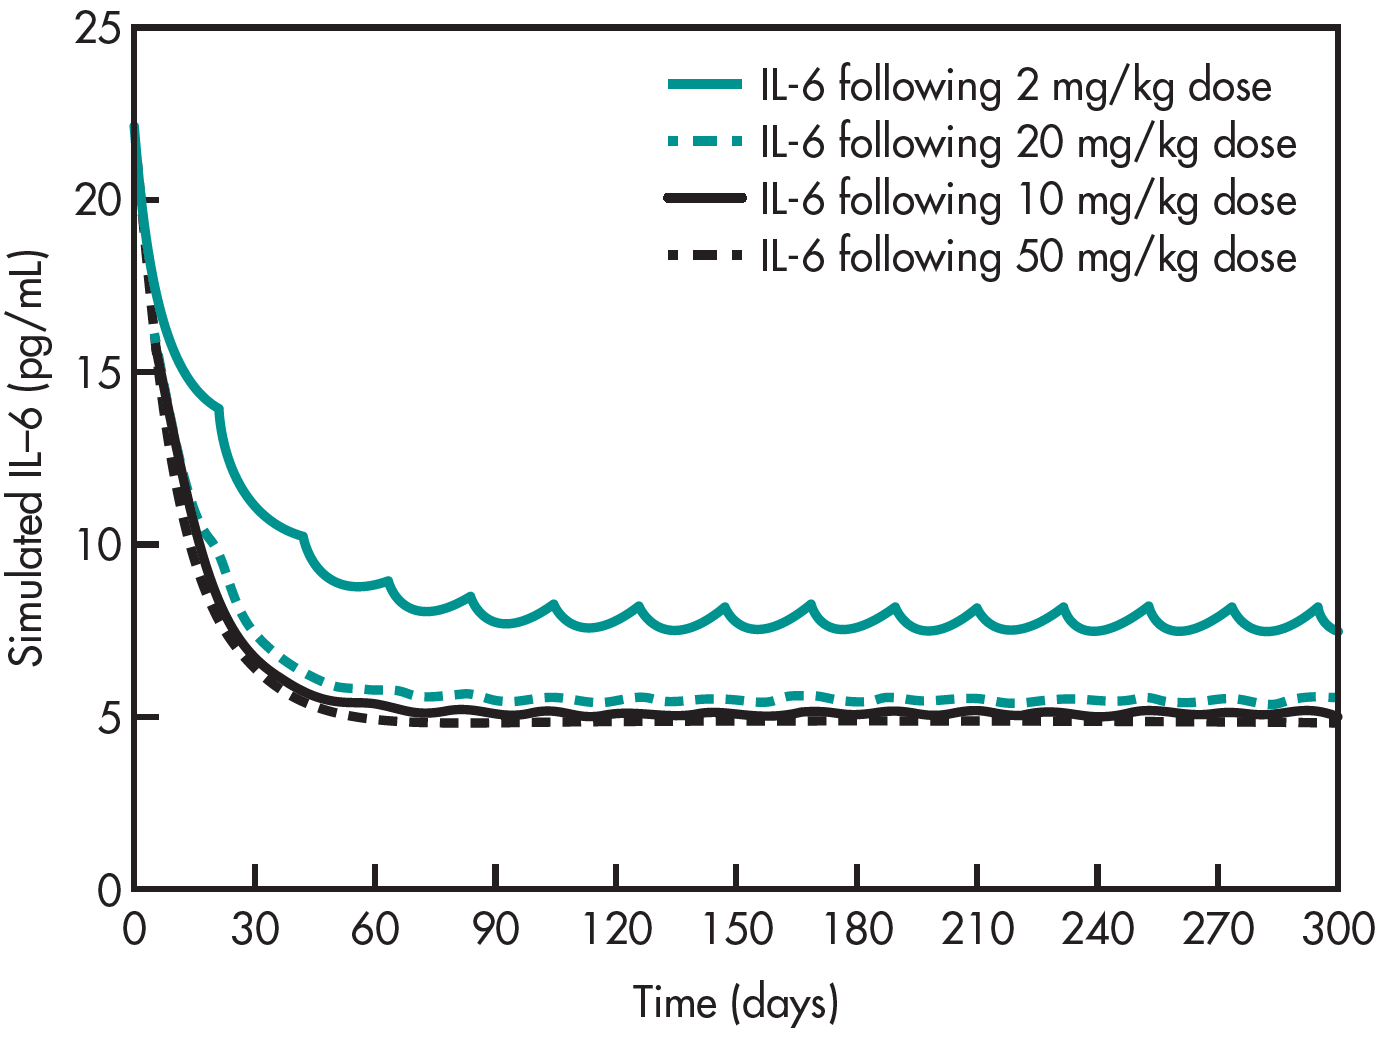 25
20
15
10
5
0
Simulated IL–6 (pg/mL)
IL-6 following 2 mg/kg dose
IL-6 following 20 mg/kg dose
IL-6 following 10 mg/kg dose
IL-6 following 50 mg/kg dose
0 30 60 90 120 150 180 210 240 270 300
Time (days)